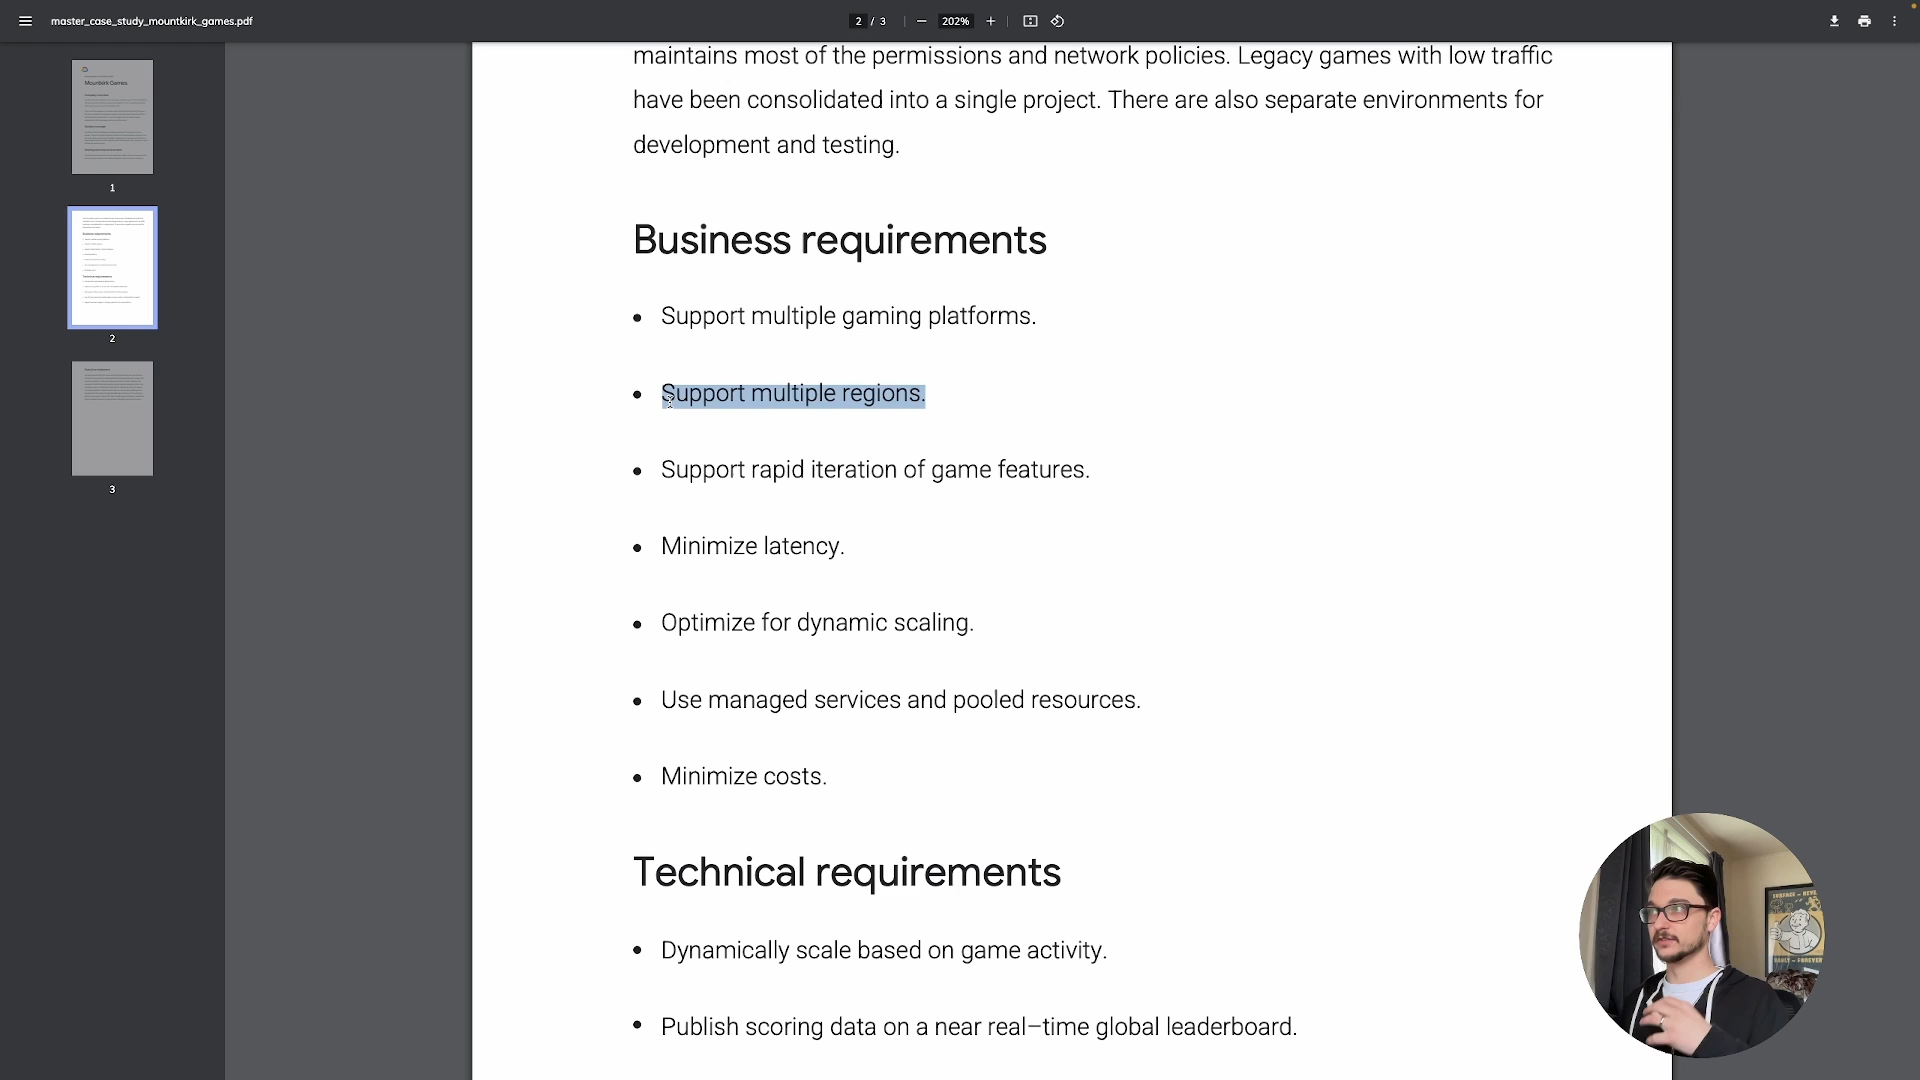 master_case_study_mountkirk_games.pdf
2 / 3
202%
Mountkirk Games
1
2
3
maintains most of the permissions and network policies. Legacy games with low traffic
have been consolidated into a single project. There are also separate environments for
development and testing.
Business requirements
• Support multiple gaming platforms.
• Support multiple regions.
• Support rapid iteration of game features.
• Minimize latency.
• Optimize for dynamic scaling.
• Use managed services and pooled resources.
• Minimize costs.
Technical requirements
• Dynamically scale based on game activity.
• Publish scoring data on a near real–time global leaderboard.